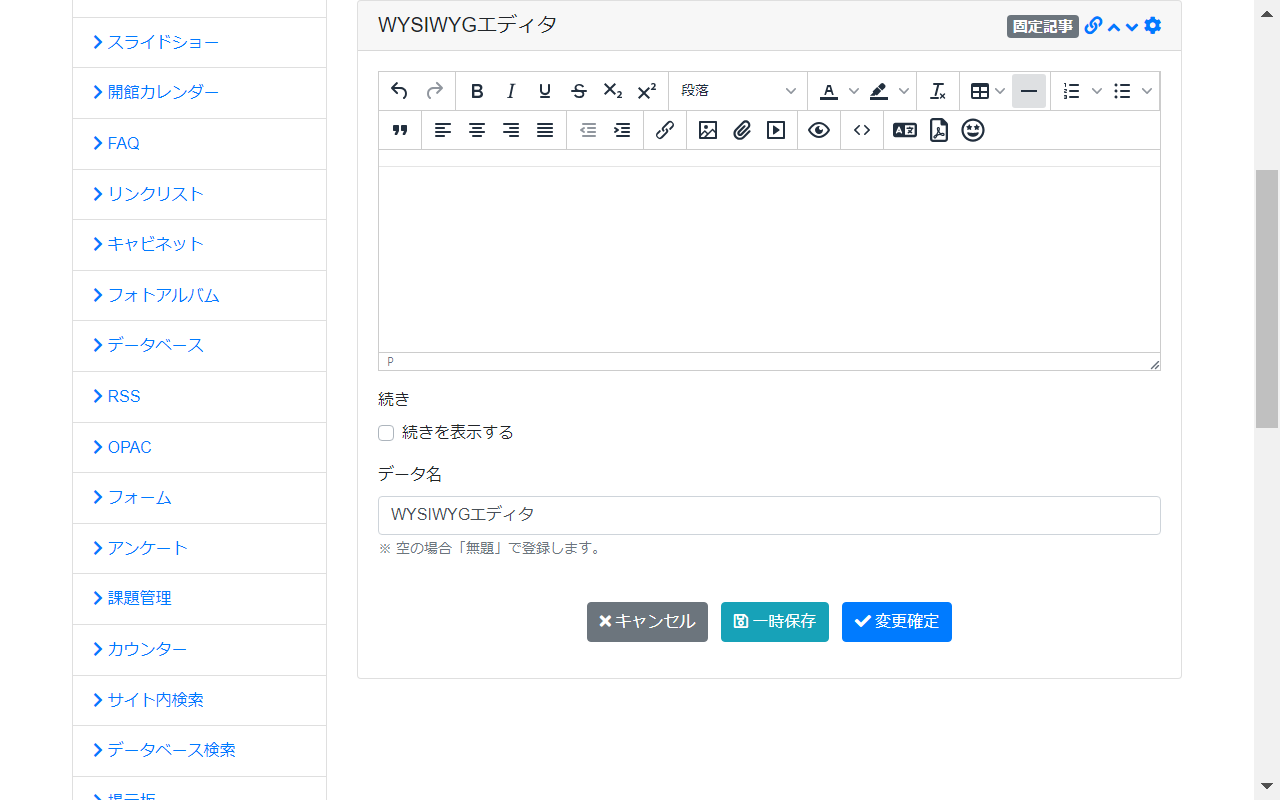 スライドショー
開館カレンダー
FAQ
リンクリスト
キャビネット
フォトアルバム
データベース
RSS
OPAC
フォーム
アンケート
課題管理
カウンター
サイト内検索
データベース検索
掲示板
WYSIWYGエディタ
固定記事
段落
P
続き
続きを表示する
データ名
WYSIWYGエディタ
※ 空の場合「無題」で登録します。
キャンセル
一時保存
変更確定